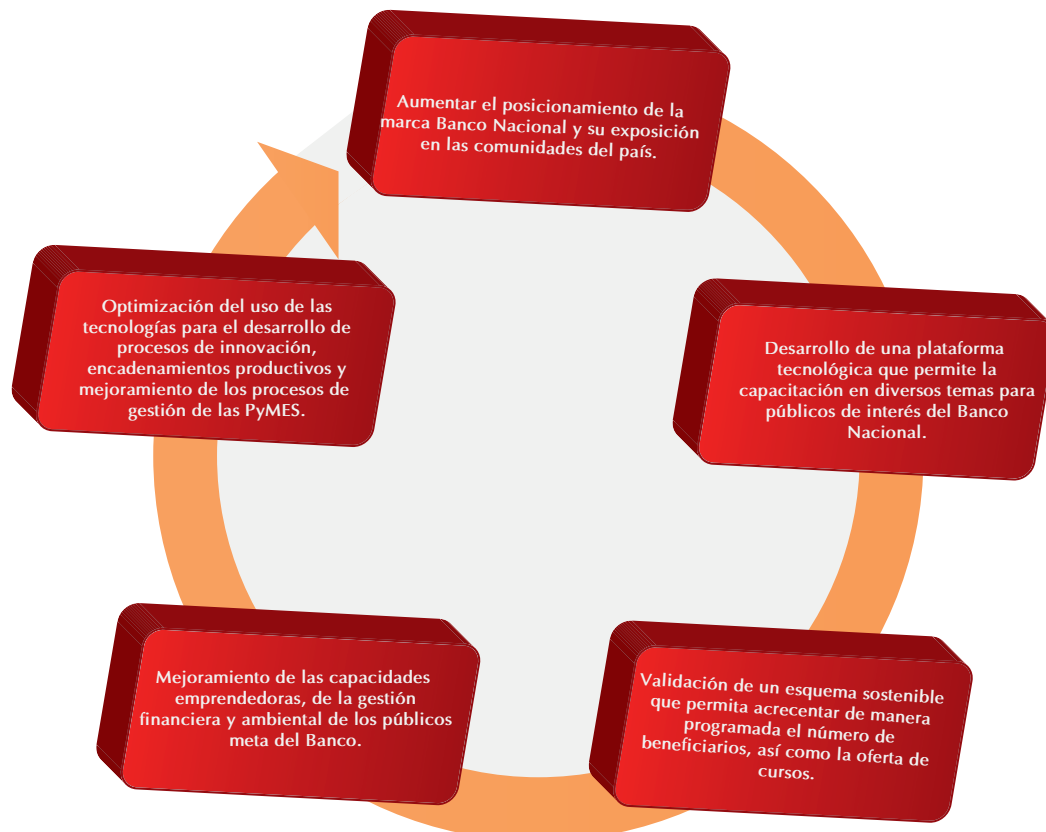 Aumentar el posicionamiento de la
marca Banco Nacional y su exposición
en las comunidades del país.
Desarrollo de una plataforma
tecnológica que permite la
capacitación en diversos temas para
públicos de interés del Banco
Nacional.
Validación de un esquema sostenible
que permita acrecentar de manera
programada el número de
beneficiarios, así como la oferta de
cursos.
Mejoramiento de las capacidades
emprendedoras, de la gestión
financiera y ambiental de los públicos
meta del Banco.
Optimización del uso de las
tecnologías para el desarrollo de
procesos de innovación,
encadenamientos productivos y
mejoramiento de los procesos de
gestión de las PyMES.